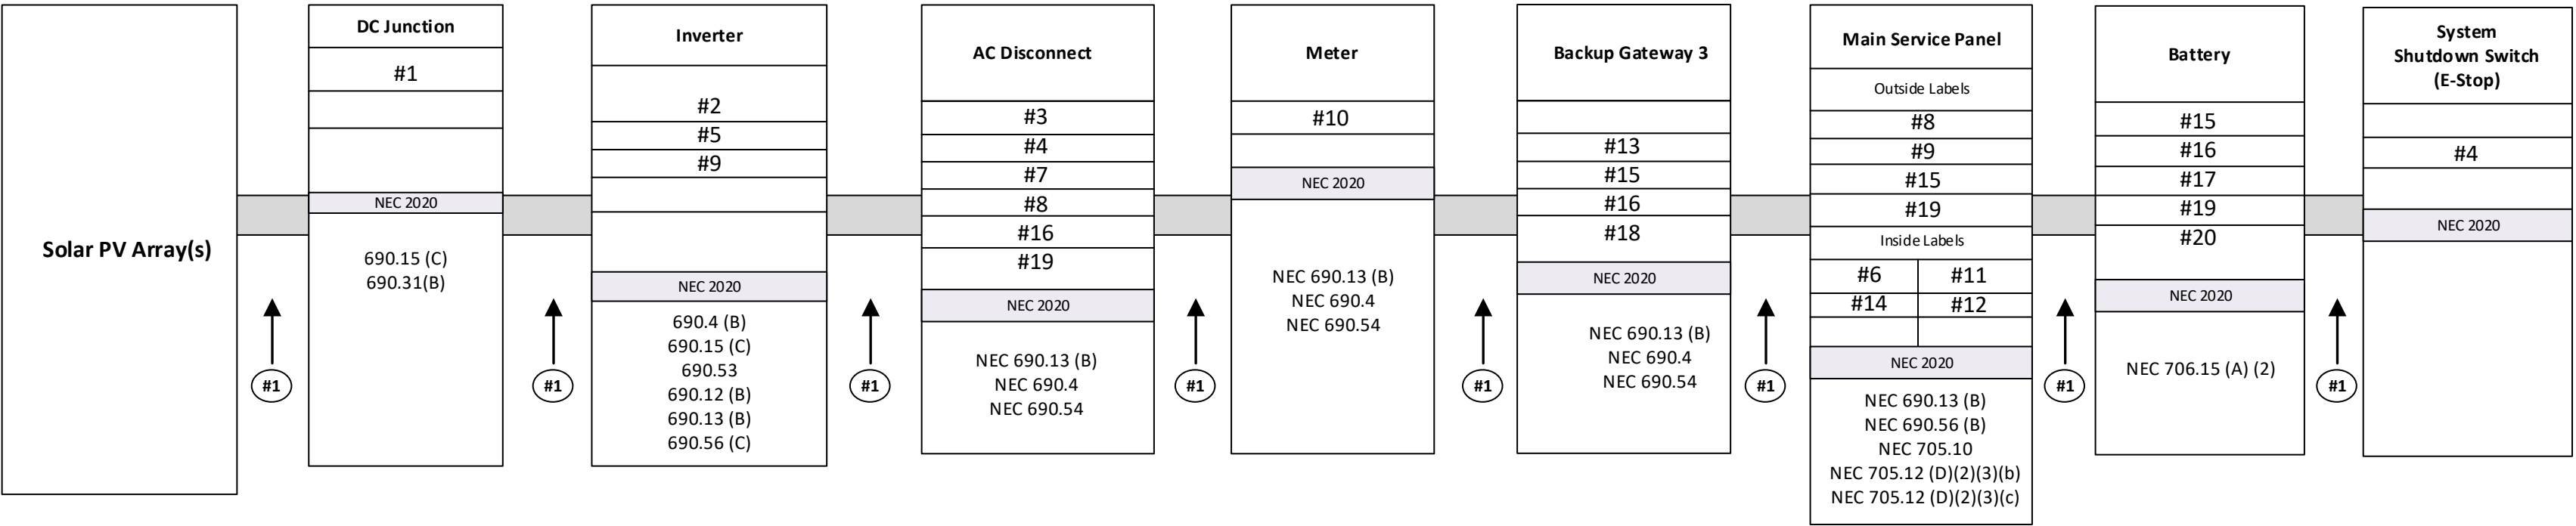 Solar PV Array(s)
#1
DC Junction
#1
NEC 2020
690.15 (C)
690.31(B)
#1
Inverter
#2
#5
#9
NEC 2020
690.4 (B)
690.15 (C)
690.53
690.12 (B)
690.13 (B)
690.56 (C)
#1
AC Disconnect
#3
#4
#7
#8
#16
#19
NEC 2020
NEC 690.13 (B)
NEC 690.4
NEC 690.54
#1
Meter
#10
NEC 2020
NEC 690.13 (B)
NEC 690.4
NEC 690.54
#1
Backup Gateway 3
#13
#15
#16
#18
NEC 2020
NEC 690.13 (B)
NEC 690.4
NEC 690.54
#1
Main Service Panel
Outside Labels
#8
#9
#15
#19
Inside Labels
#6 #11
#14 #12
NEC 2020
NEC 690.13 (B)
NEC 690.56 (B)
NEC 705.10
NEC 705.12 (D)(2)(3)(b)
NEC 705.12 (D)(2)(3)(c)
#1
Battery
#15
#16
#17
#19
#20
NEC 2020
NEC 706.15 (A) (2)
#1
System
Shutdown Switch
(E-Stop)
#4
NEC 2020